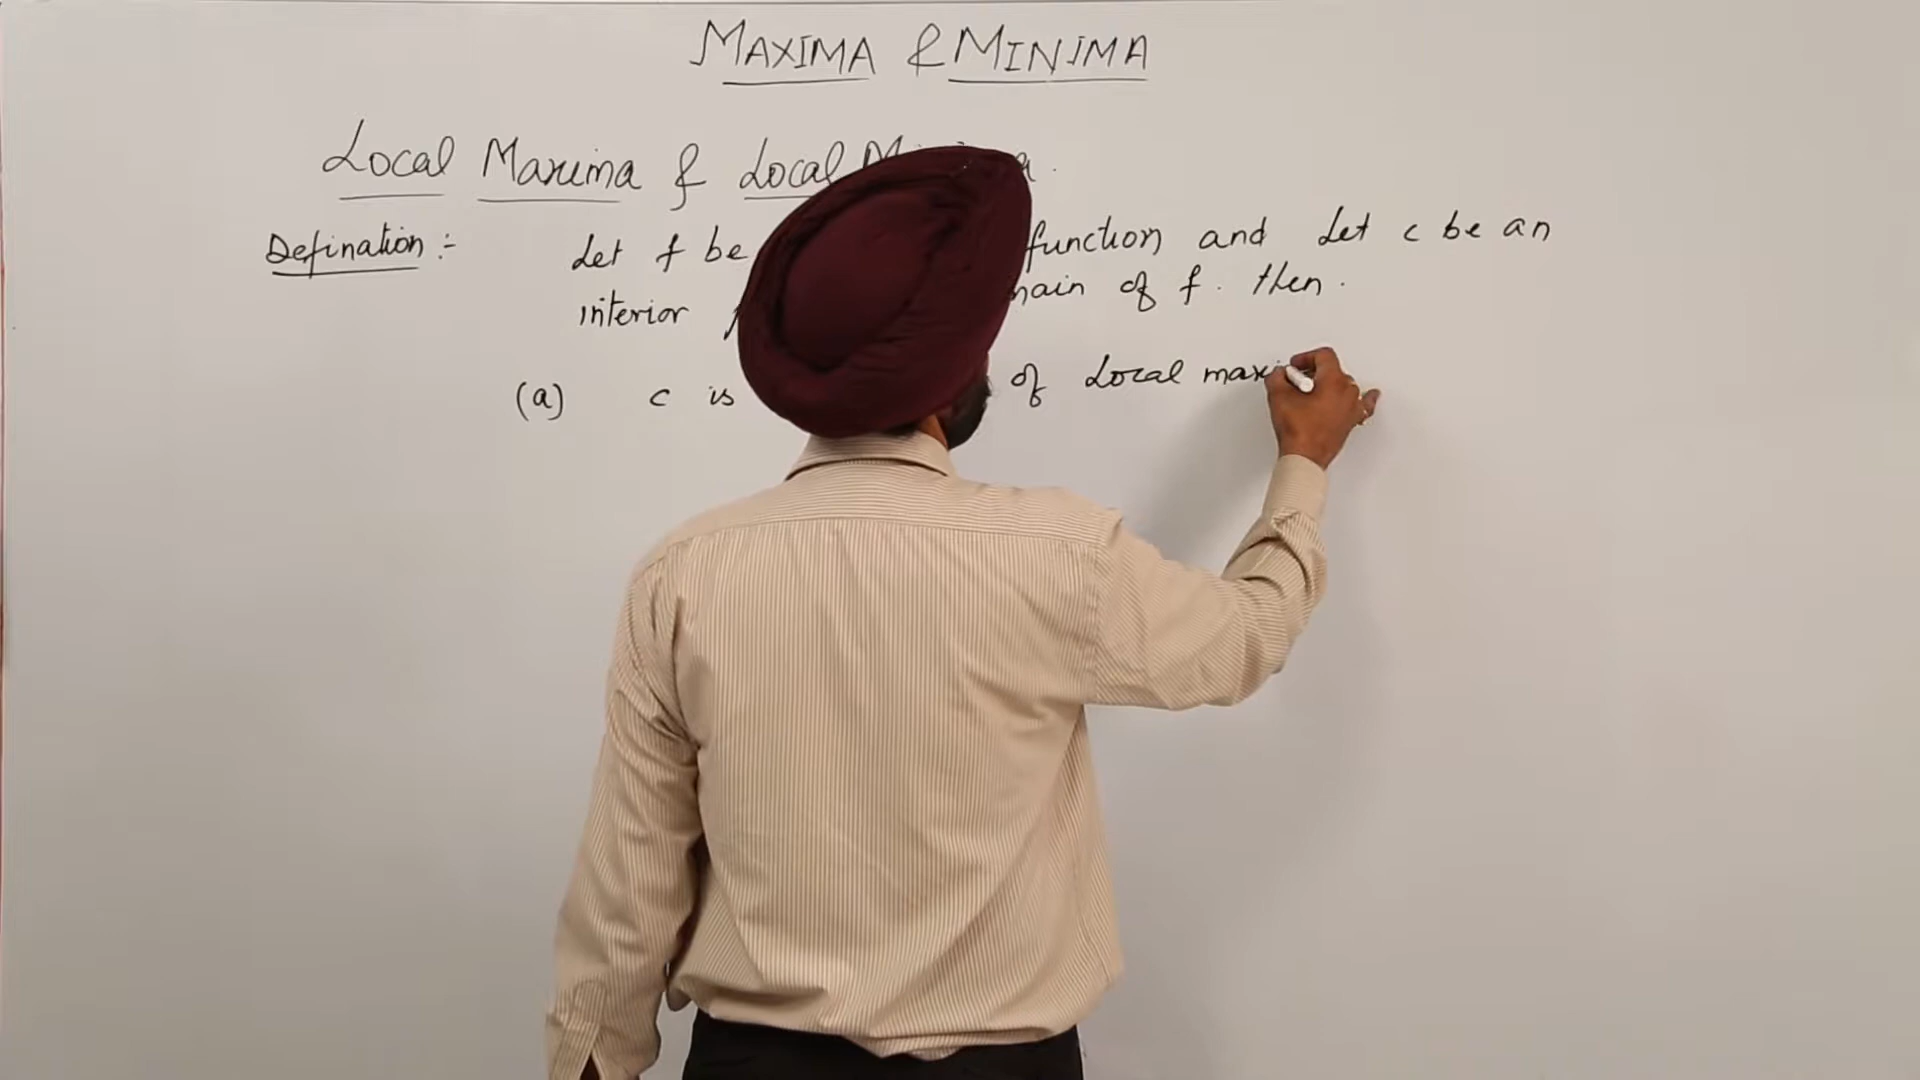 MAXIMA & MINIMA
Local Maxima & Local
Defination :- Let f be function and Let c be an
interior of f. then.
(a) c is of Local maxi